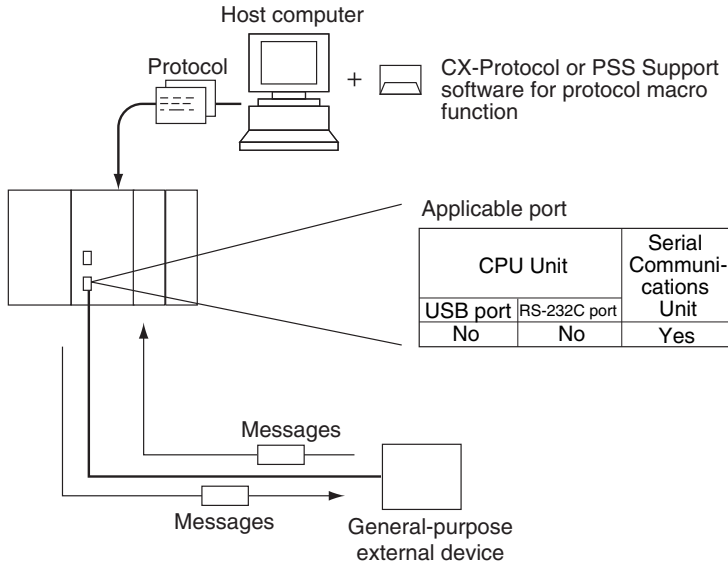 Host computer
Protocol
+
CX-Protocol or PSS Support
software for protocol macro
function
Applicable port
CPU Unit
Serial
Communi-
cations
Unit
USB port RS-232C port
No No Yes
Messages
Messages
General-purpose
external device